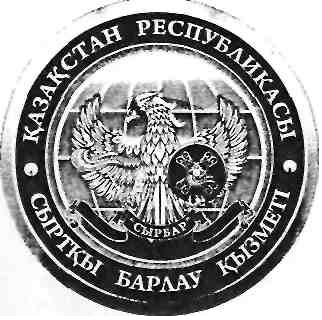 ҚАЗАҚСТАН РЕСПУБЛИКАСЫ
СЫРБАР
СЫРТҚЫ БАРЛАУ ҚЫЗМЕТІ